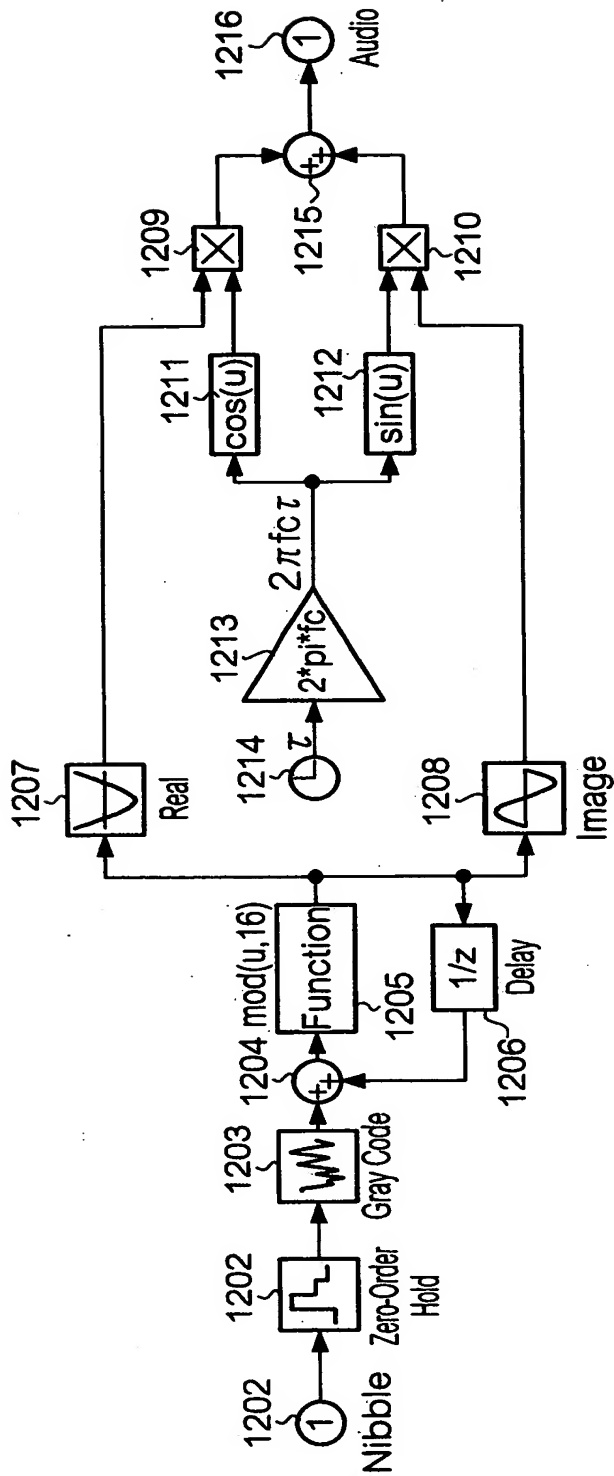 1202
1
Nibble
1202
Zero-Order
Hold
1203
Gray Code
1204
+
+
mod(u,16)
Function
1205
1/z
1206
Delay
1207
Real
1208
Image
1214
τ
1213
2*pi*fc
2πfcτ
1211
cos(u)
1212
sin(u)
1209
X
1210
X
+
+
1215
1216
1
Audio